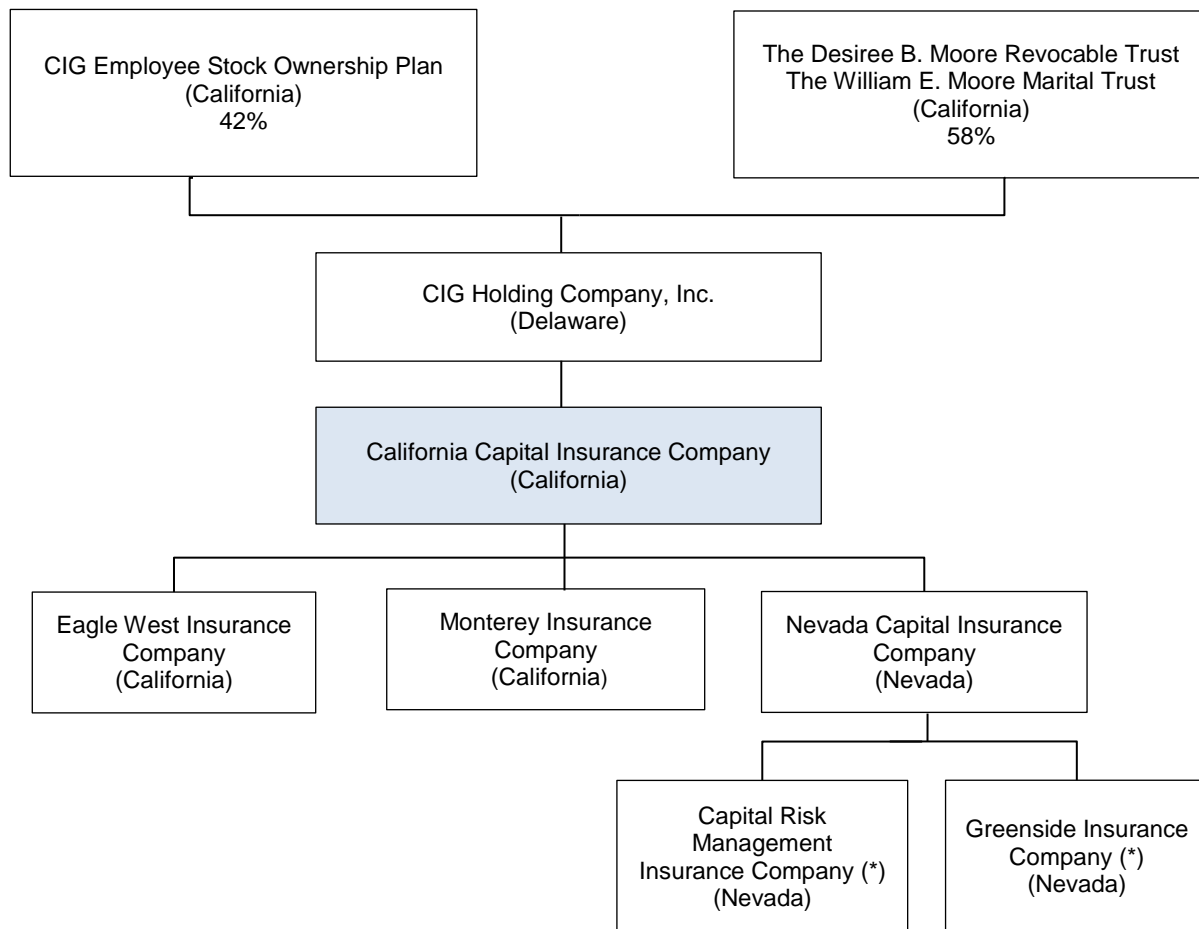 CIG Employee Stock Ownership Plan
(California)
42%
The Desiree B. Moore Revocable Trust
The William E. Moore Marital Trust
(California)
58%
CIG Holding Company, Inc.
(Delaware)
California Capital Insurance Company
(California)
Eagle West Insurance
Company
(California)
Monterey Insurance
Company
(California)
Nevada Capital Insurance
Company
(Nevada)
Capital Risk
Management
Insurance Company (*)
(Nevada)
Greenside Insurance
Company (*)
(Nevada)